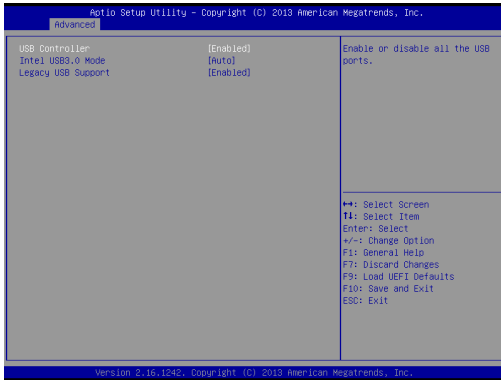 Aptio Setup Utility – Copyright (C) 2013 American Megatrends, Inc.
Advanced
USB Controller [Enabled]
Intel USB3.0 Mode [Auto]
Legacy USB Support [Enabled]
Enable or disable all the USB
ports.
↔: Select Screen
↑↓: Select Item
Enter: Select
+/-: Change Option
F1: General Help
F7: Discard Changes
F9: Load UEFI Defaults
F10: Save and Exit
ESC: Exit
Version 2.16.1242. Copyright (C) 2013 American Megatrends, Inc.